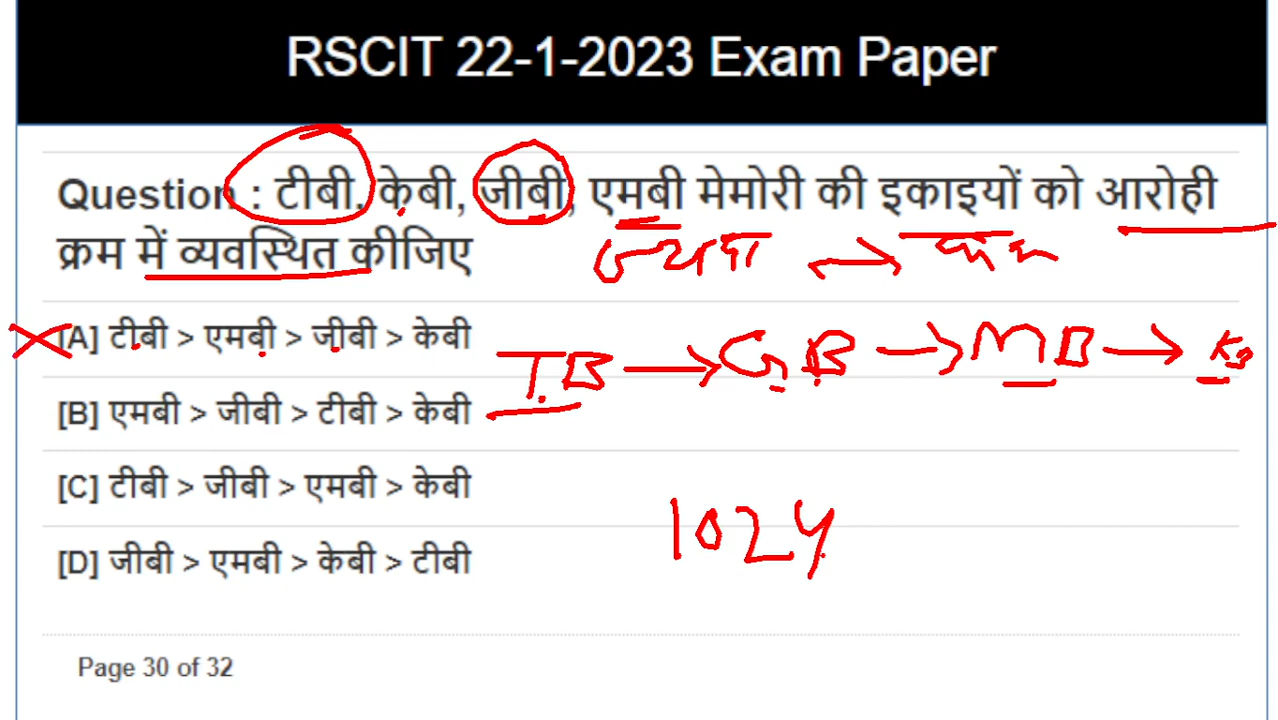 RSCIT 22-1-2023 Exam Paper
Question : टीबी, केबी, जीबी, एमबी मेमोरी की इकाइयों को आरोही
क्रम में व्यवस्थित कीजिए
ज्यादा → कम
[A] टीबी > एमबी > जीबी > केबी
TB → GB → MB → KB
[B] एमबी > जीबी > टीबी > केबी
[C] टीबी > जीबी > एमबी > केबी
1024
[D] जीबी > एमबी > केबी > टीबी
Page 30 of 32